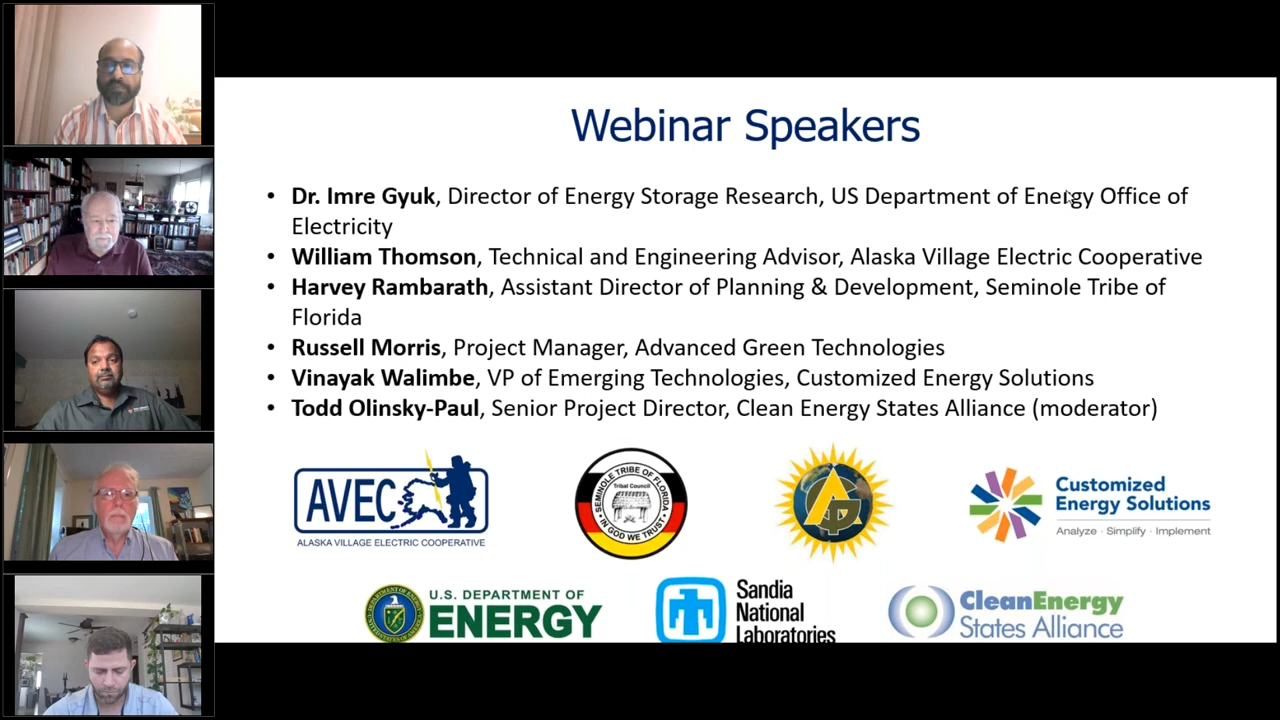 Webinar Speakers
• Dr. Imre Gyuk, Director of Energy Storage Research, US Department of Energy Office of
Electricity
• William Thomson, Technical and Engineering Advisor, Alaska Village Electric Cooperative
• Harvey Rambarath, Assistant Director of Planning & Development, Seminole Tribe of
Florida
• Russell Morris, Project Manager, Advanced Green Technologies
• Vinayak Walimbe, VP of Emerging Technologies, Customized Energy Solutions
• Todd Olinsky-Paul, Senior Project Director, Clean Energy States Alliance (moderator)
AVEC
ALASKA VILLAGE ELECTRIC COOPERATIVE
SEMINOLE TRIBE OF FLORIDA
Tribal Council
IN GOD WE TRUST
Customized
Energy Solutions
Analyze · Simplify · Implement
U.S. DEPARTMENT OF
ENERGY
Sandia
National
Laboratories
CleanEnergy
States Alliance